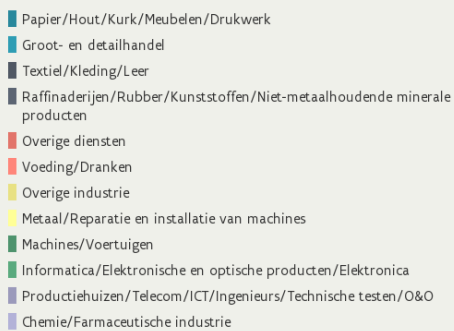 Papier/Hout/Kurk/Meubelen/Drukwerk
Groot- en detailhandel
Textiel/Kleding/Leer
Raffinaderijen/Rubber/Kunststoffen/Niet-metaalhoudende minerale
producten
Overige diensten
Voeding/Dranken
Overige industrie
Metaal/Reparatie en installatie van machines
Machines/Voertuigen
Informatica/Elektronische en optische producten/Elektronica
Productiehuizen/Telecom/ICT/Ingenieurs/Technische testen/O&O
Chemie/Farmaceutische industrie